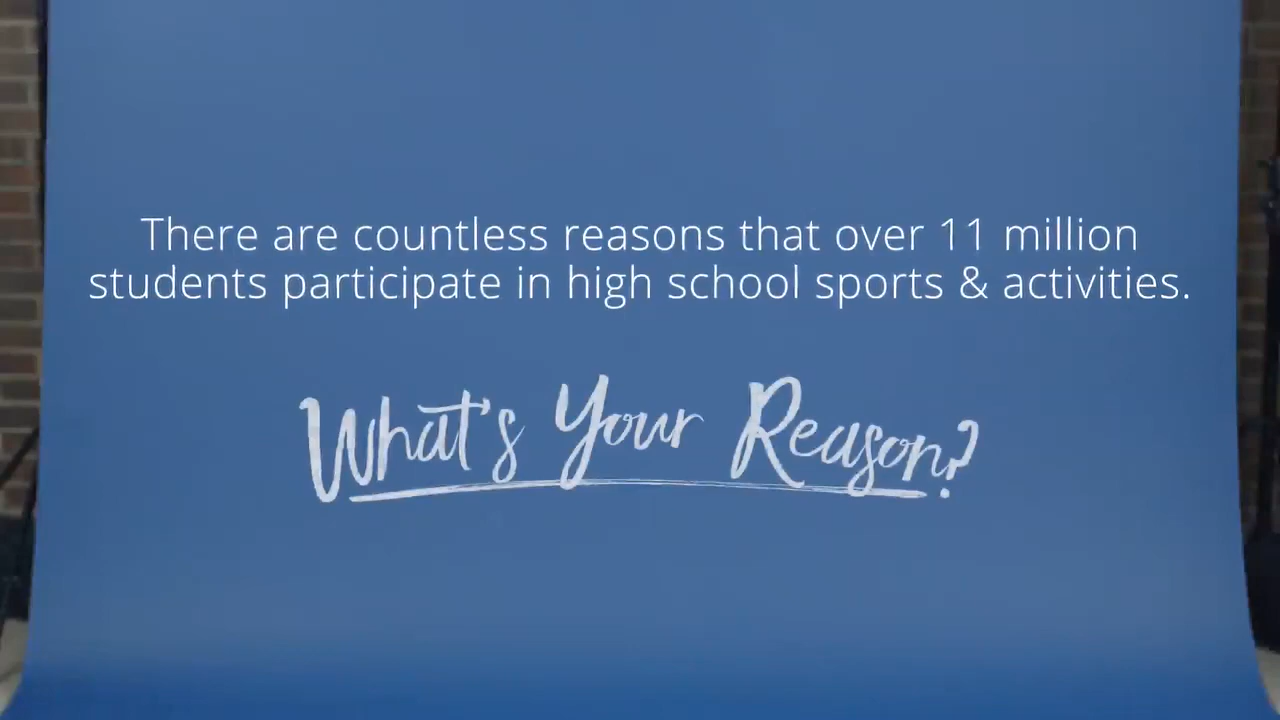 There are countless reasons that over 11 million
students participate in high school sports & activities.
What's Your Reason?